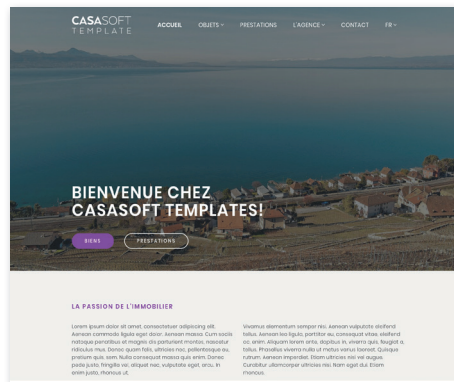 CASASOFT
TEMPLATE
ACCUEIL OBJETS PRESTATIONS L'AGENCE CONTACT FR
BIENVENUE CHEZ
CASASOFT TEMPLATES!
BIENS PRESTATIONS
LA PASSION DE L'IMMOBILIER
Lorem ipsum dolor sit amet, consectetuer adipiscing elit.
Aenean commodo ligula eget dolor. Aenean massa. Cum sociis
natoque penatibus et magnis dis parturient montes, nascetur
ridiculus mus. Donec quam felis, ultricies nec, pellentesque eu,
pretium quis, sem. Nulla consequat massa quis enim. Donec
pede justo, fringilla vel, aliquet nec, vulputate eget, arcu. In
enim justo, rhoncus ut.
Vivamus elementum semper nisi. Aenean vulputate eleifend
tellus. Aenean leo ligula, porttitor eu, consequat vitae, eleifend
ac, enim. Aliquam lorem ante, dapibus in, viverra quis, feugiat a,
tellus. Phasellus viverra nulla ut metus varius laoreet. Quisque
rutrum. Aenean imperdiet. Etiam ultricies nisi vel augue.
Curabitur ullamcorper ultricies nisi. Nam eget dui. Etiam
rhoncus.